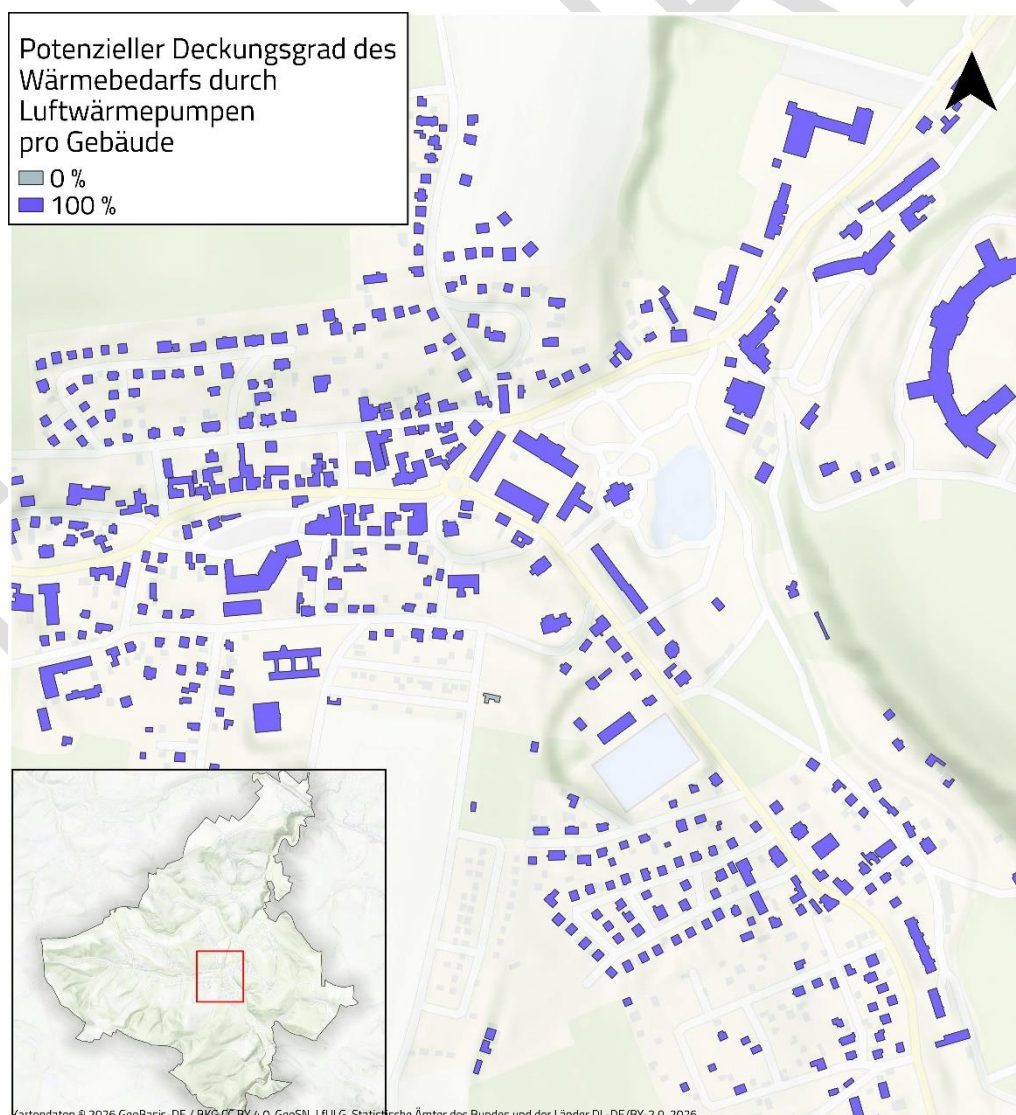 Potenzieller Deckungsgrad des
Wärmebedarfs durch
Luftwärmepumpen
pro Gebäude
0 %
100 %
Kartendaten © 2026 GeoBasis-DE / BKG CC BY 4.0, GeoSN, LfULG, Statistische Ämter des Bundes und der Länder DL-DE/BY-2.0, 2026